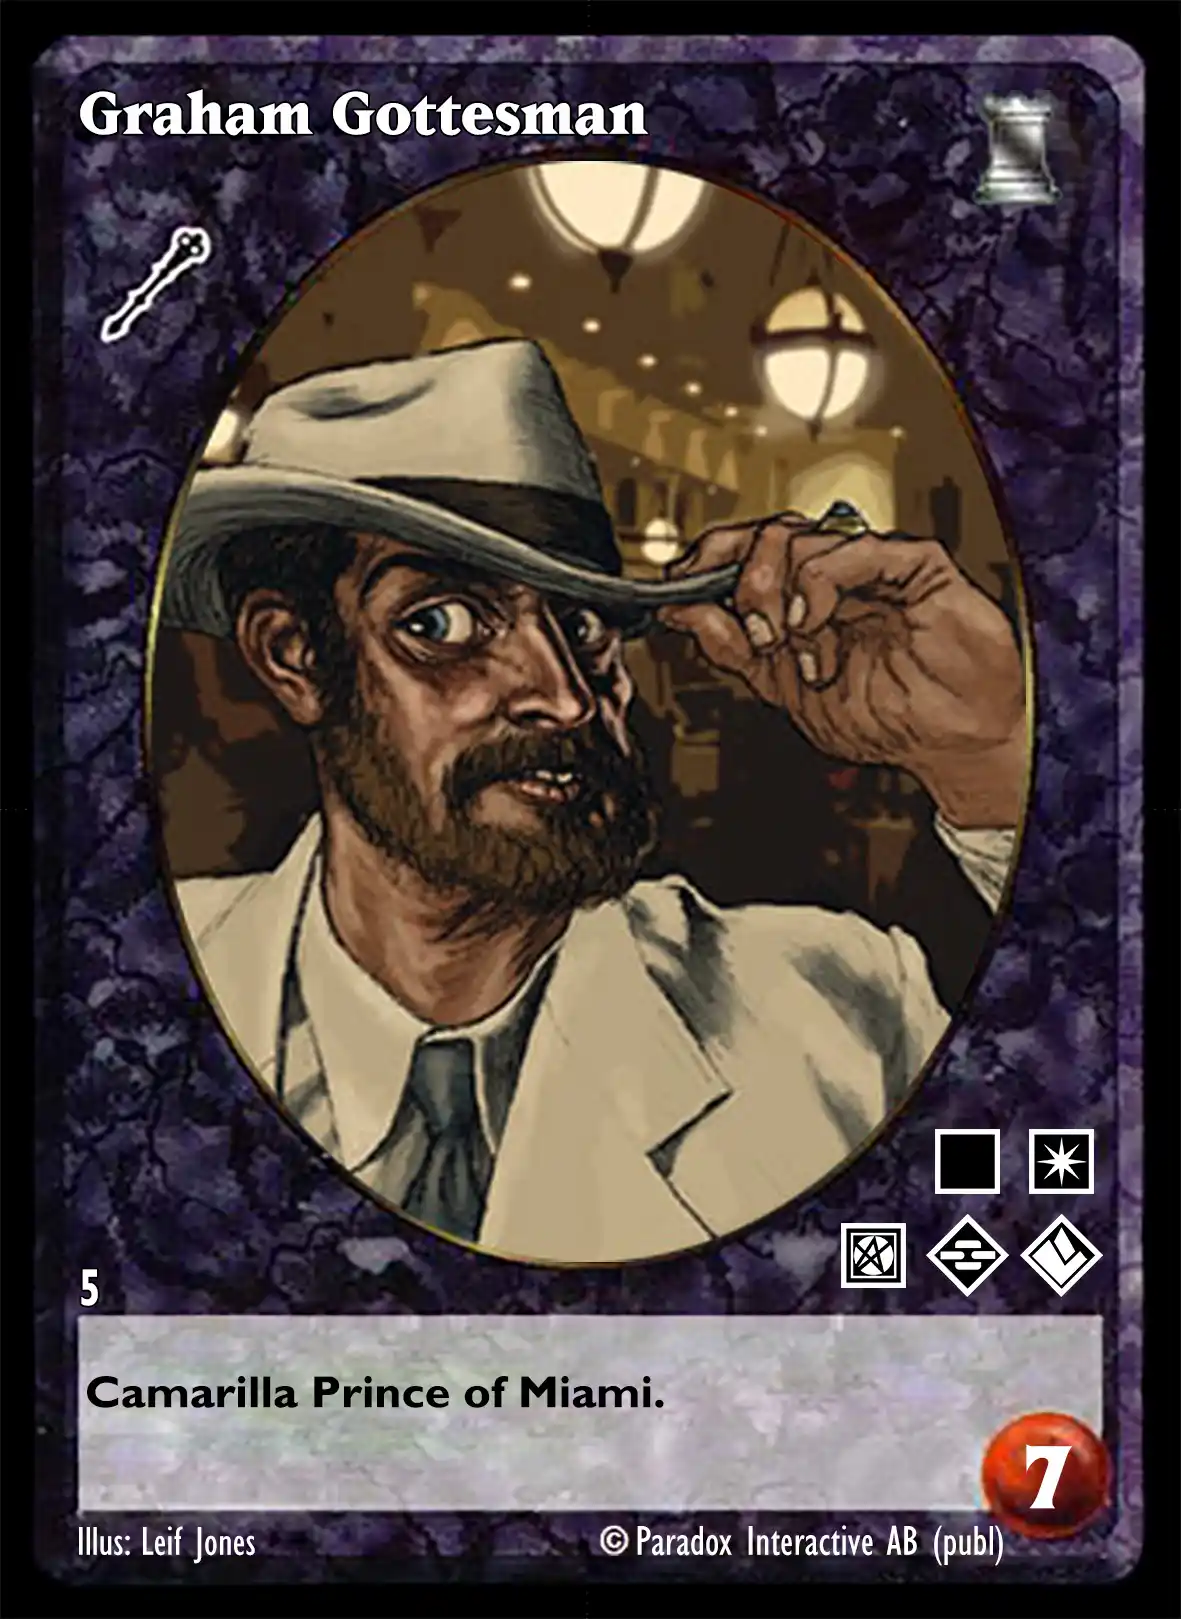 Graham Gottesman
5
Camarilla Prince of Miami.
7
Illus: Leif Jones
© Paradox Interactive AB (publ)